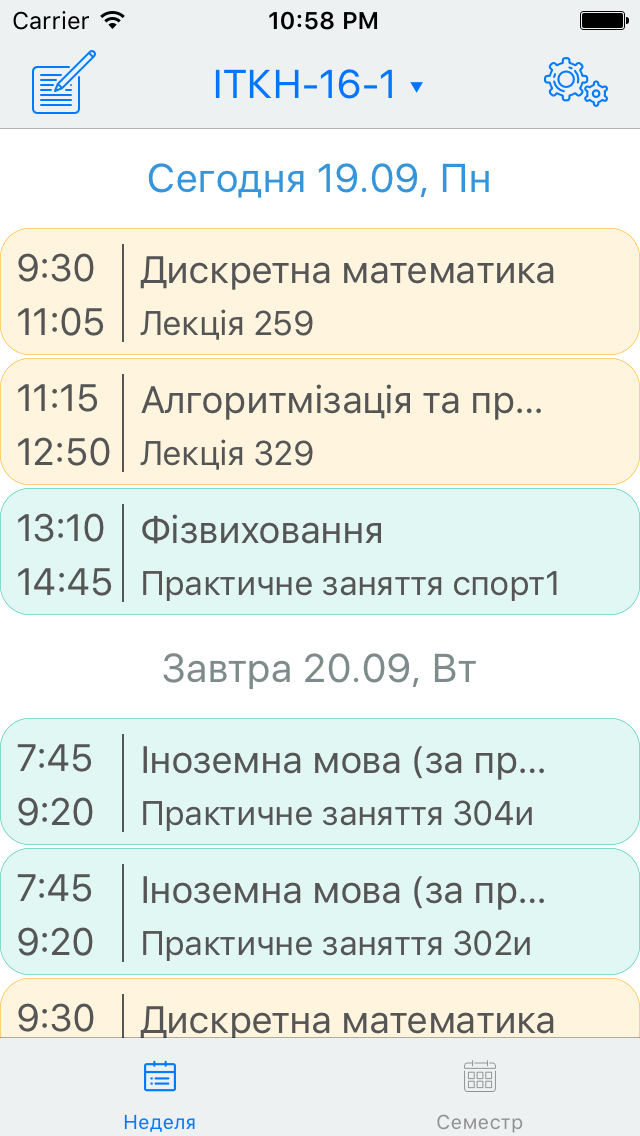 Carrier 10:58 PM
ІТКН-16-1 ▼
Сегодня 19.09, Пн
9:30 Дискретна математика
11:05 Лекція 259
11:15 Алгоритмізація та пр...
12:50 Лекція 329
13:10 Фізвиховання
14:45 Практичне заняття спорт1
Завтра 20.09, Вт
7:45 Іноземна мова (за пр...
9:20 Практичне заняття 304и
7:45 Іноземна мова (за пр...
9:20 Практичне заняття 302и
9:30 Дискретна математика
Неделя Семестр